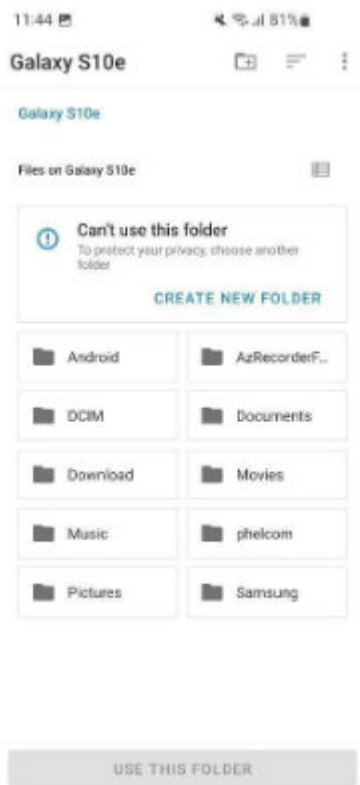 11:44 81%
Galaxy S10e
Galaxy S10e
Files on Galaxy S10e
Can't use this folder
To protect your privacy, choose another
folder
CREATE NEW FOLDER
Android AzRecorderF...
DCIM Documents
Download Movies
Music phelcom
Pictures Samsung
USE THIS FOLDER